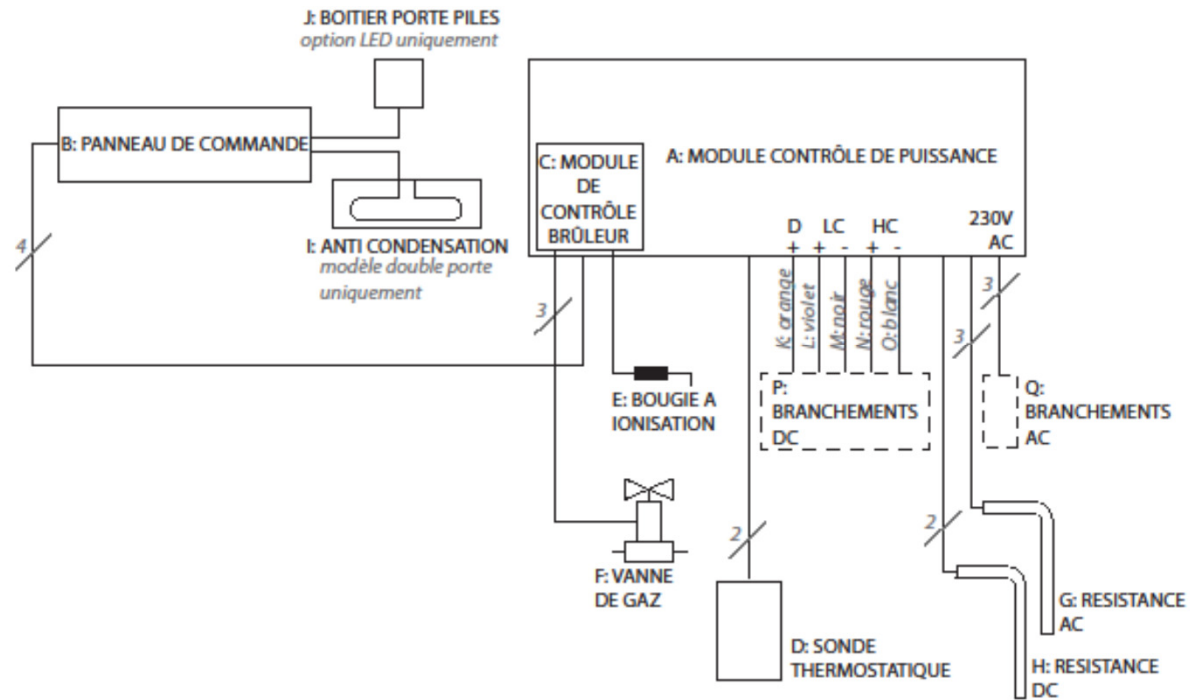 J: BOITIER PORTE PILES
option LED uniquement
B: PANNEAU DE COMMANDE
I: ANTI CONDENSATION
modèle double porte
uniquement
4
C: MODULE
DE
CONTRÔLE
BRÛLEUR
A: MODULE CONTRÔLE DE PUISSANCE
D LC HC
+ + - + -
230V
AC
3
K: orange
L: violet
M: noir
N: rouge
O: blanc
3
3
E: BOUGIE A
IONISATION
P:
BRANCHEMENTS
DC
Q:
BRANCHEMENTS
AC
F: VANNE
DE GAZ
2
2
D: SONDE
THERMOSTATIQUE
G: RESISTANCE
AC
H: RESISTANCE
DC